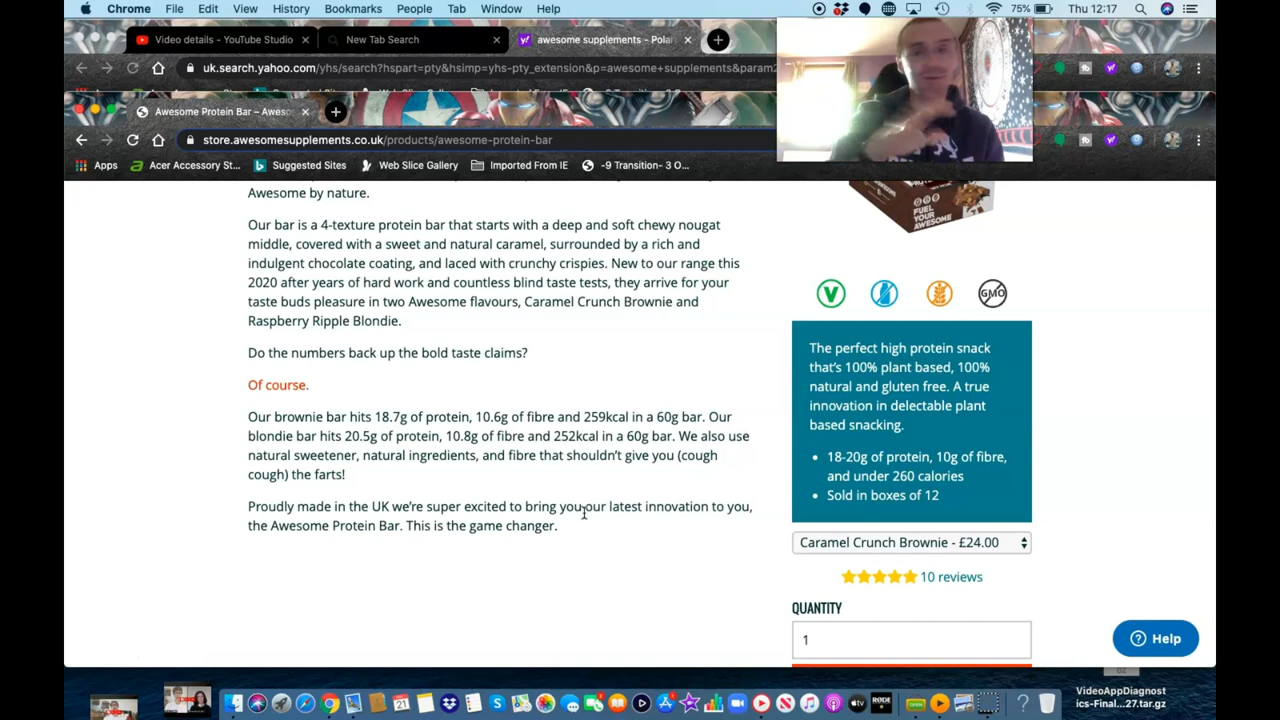 Chrome File Edit View History Bookmarks People Tab Window Help 75% Thu 12:17
Video details - YouTube Studio New Tab Search awesome supplements - Polar
uk.search.yahoo.com/yhs/search?hspart=pty&hsimp=yhs-pty_extension&p=awesome+supplements&param2
Awesome Protein Bar – Aweso
store.awesomesupplements.co.uk/products/awesome-protein-bar
Apps Acer Accessory St... Suggested Sites Web Slice Gallery Imported From IE -9 Transition- 3 O...
Awesome by nature.
Our bar is a 4-texture protein bar that starts with a deep and soft chewy nougat
middle, covered with a sweet and natural caramel, surrounded by a rich and
indulgent chocolate coating, and laced with crunchy crispies. New to our range this
2020 after years of hard work and countless blind taste tests, they arrive for your
taste buds pleasure in two Awesome flavours, Caramel Crunch Brownie and
Raspberry Ripple Blondie.
Do the numbers back up the bold taste claims?
Of course.
Our brownie bar hits 18.7g of protein, 10.6g of fibre and 259kcal in a 60g bar. Our
blondie bar hits 20.5g of protein, 10.8g of fibre and 252kcal in a 60g bar. We also use
natural sweetener, natural ingredients, and fibre that shouldn't give you (cough
cough) the farts!
Proudly made in the UK we're super excited to bring you our latest innovation to you,
the Awesome Protein Bar. This is the game changer.
FUEL
YOUR
AWESOME
V
GMO
The perfect high protein snack
that's 100% plant based, 100%
natural and gluten free. A true
innovation in delectable plant
based snacking.
18-20g of protein, 10g of fibre,
and under 260 calories
Sold in boxes of 12
Caramel Crunch Brownie - £24.00
10 reviews
QUANTITY
1
Help
VideoAppDiagnost
ics-Final...27.tar.gz